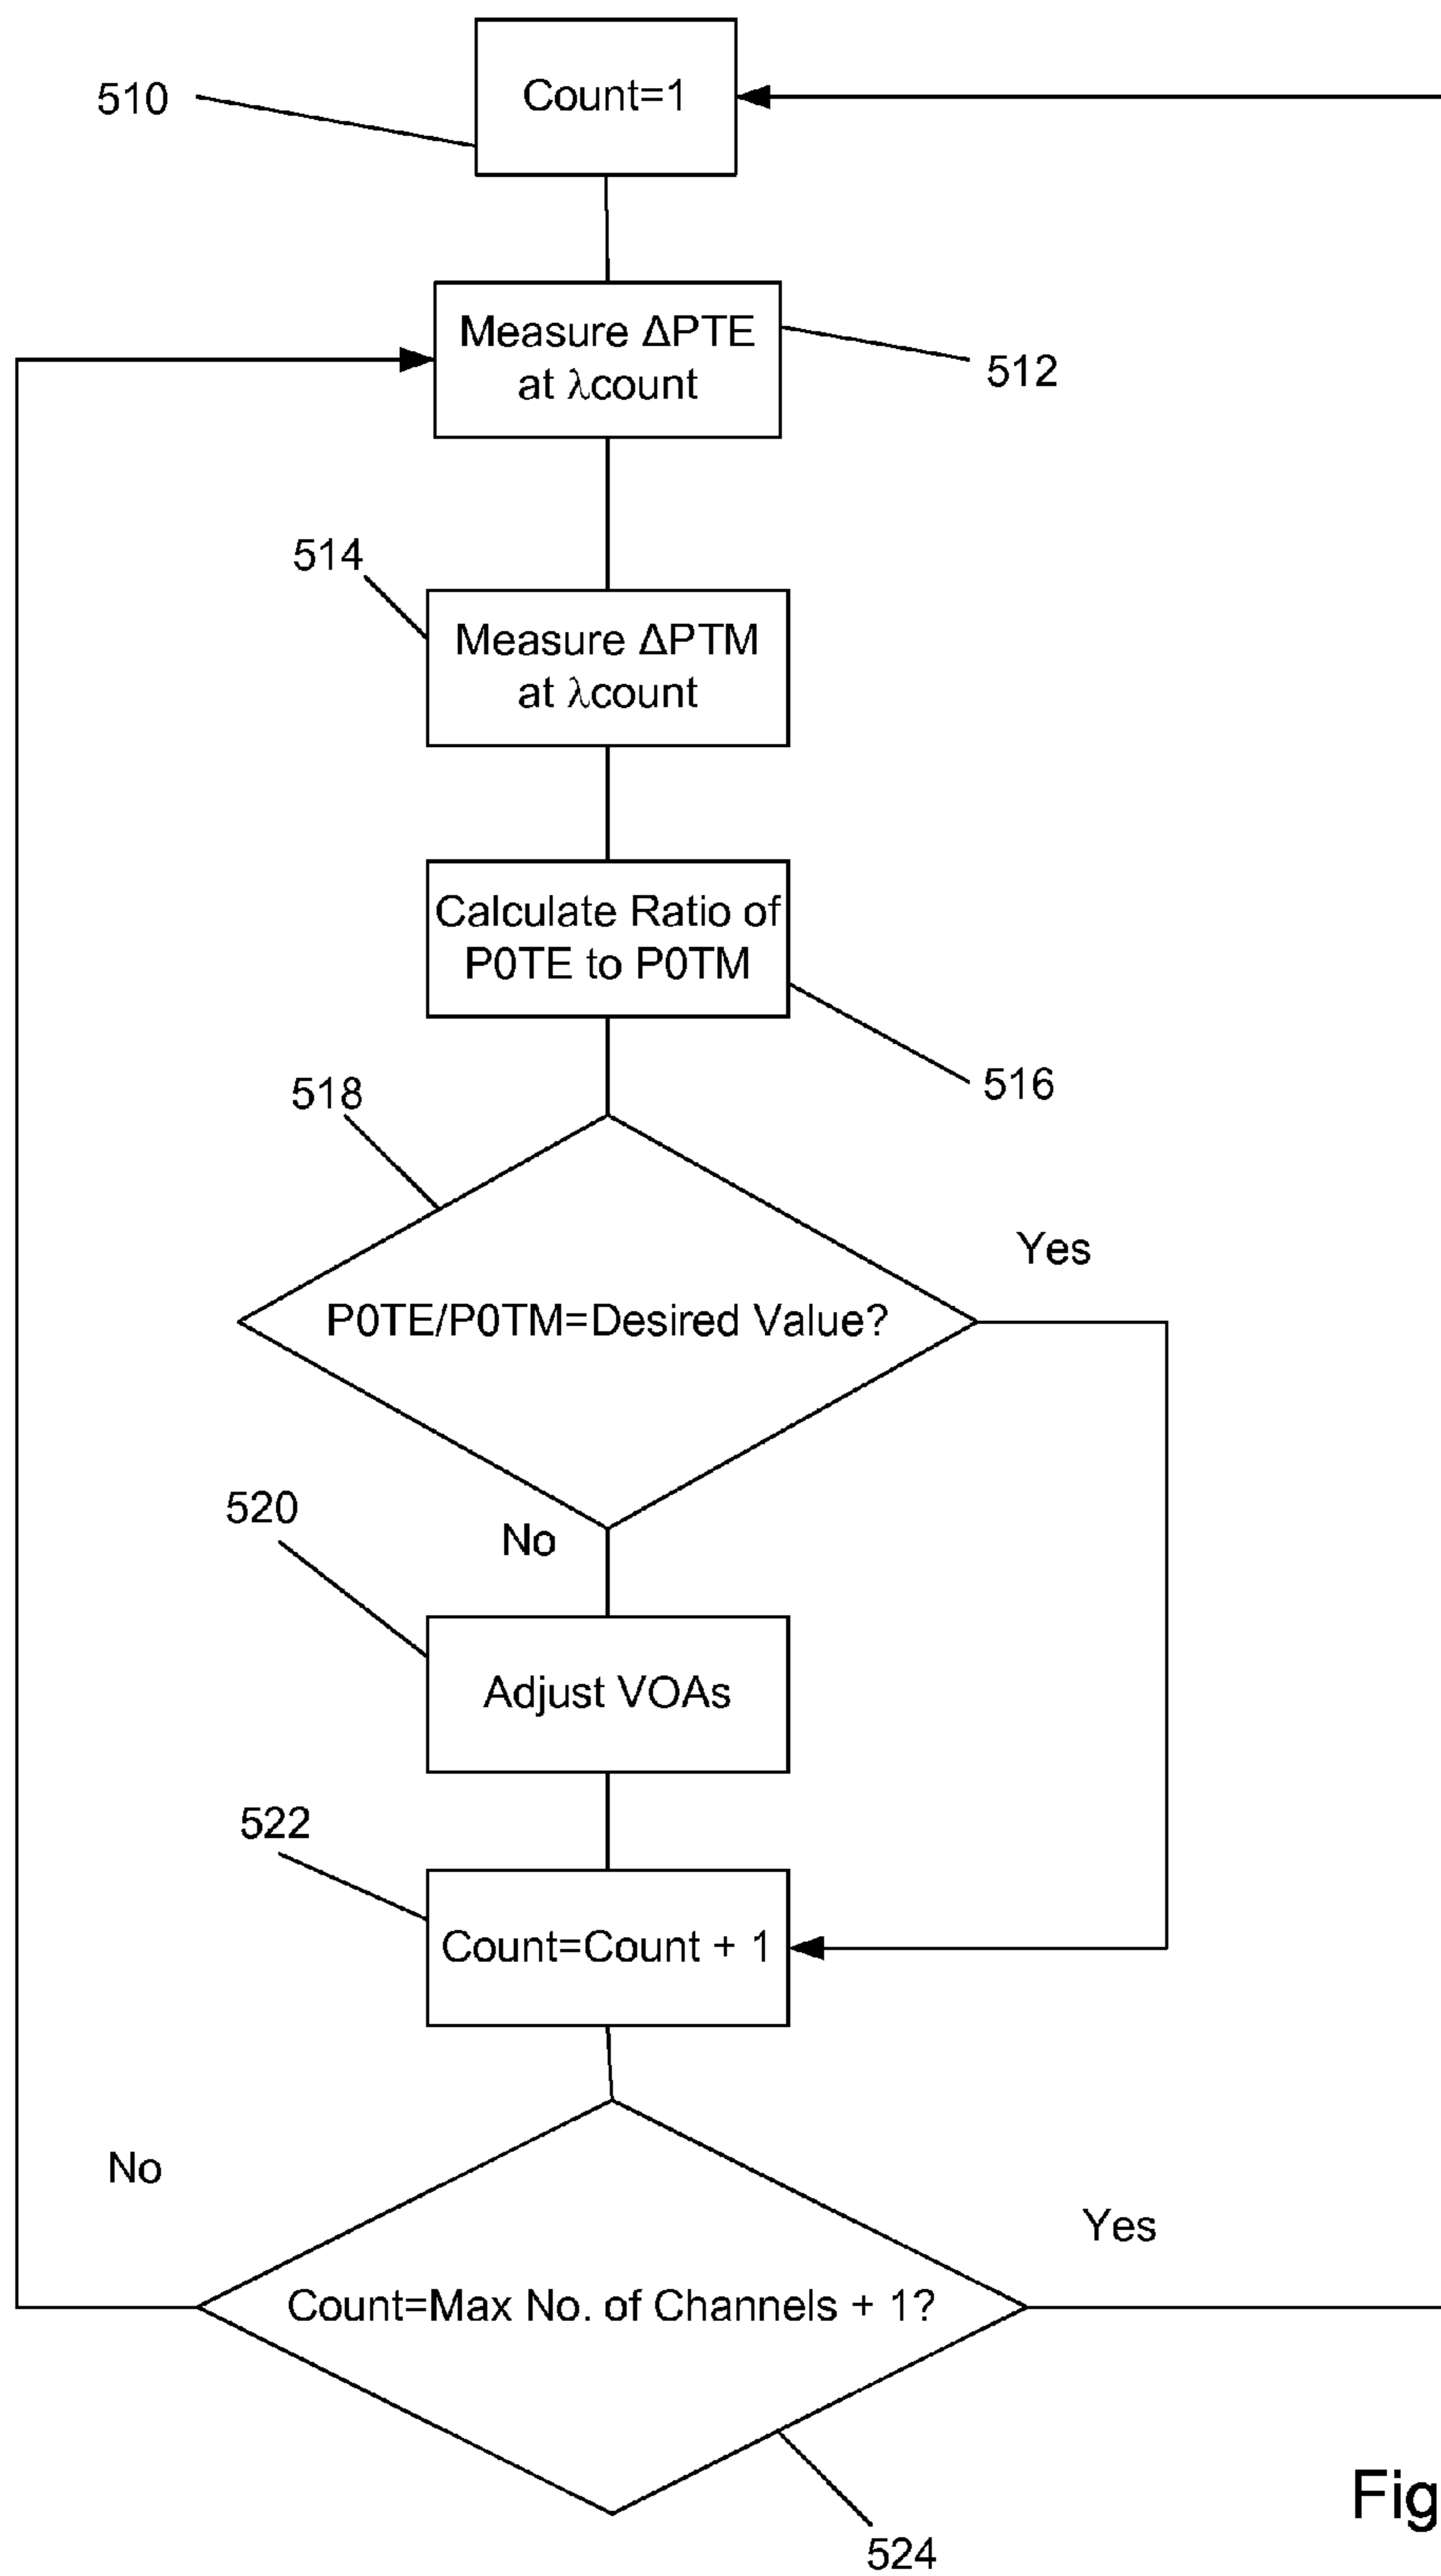 510
Count=1
Measure ΔPTE
at λcount
512
514
Measure ΔPTM
at λcount
Calculate Ratio of
P0TE to P0TM
516
518
Yes
P0TE/P0TM=Desired Value?
No
520
Adjust VOAs
522
Count=Count + 1
No
Yes
Count=Max No. of Channels + 1?
Fig
524